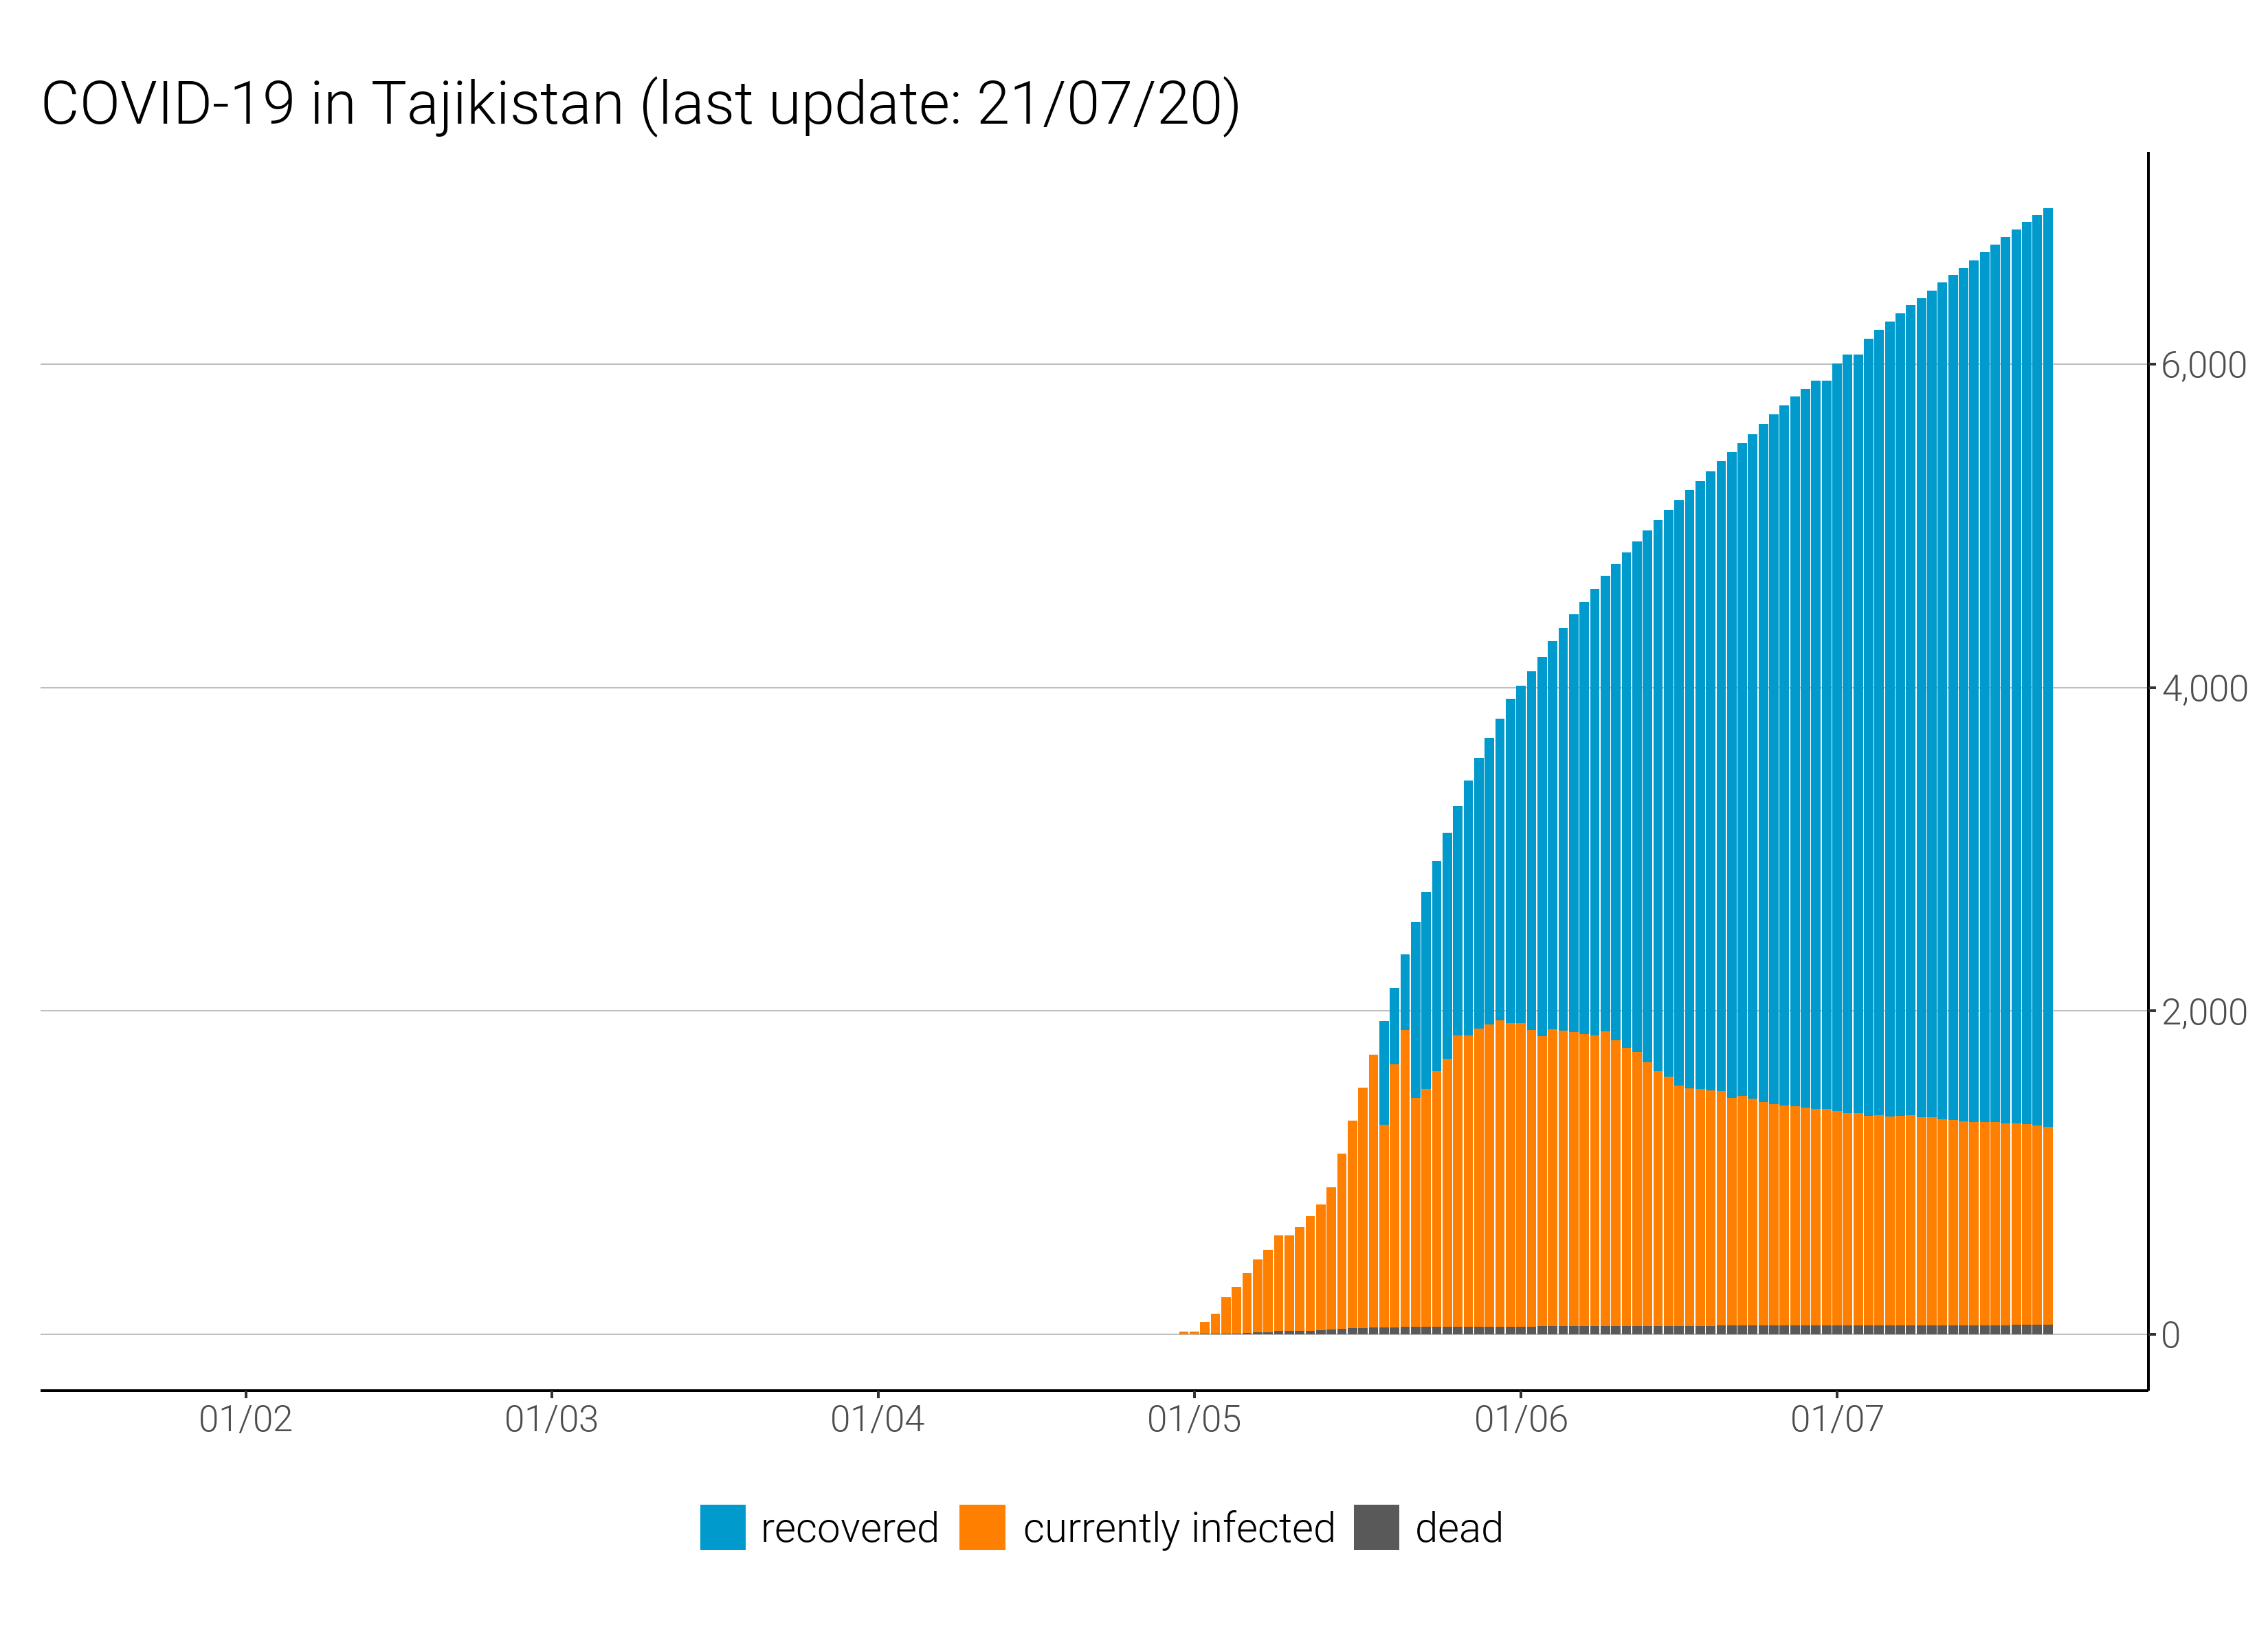 COVID-19 in Tajikistan (last update: 21/07/20)
6,000
4,000
2,000
0
01/02 01/03 01/04 01/05 01/06 01/07
recovered currently infected dead